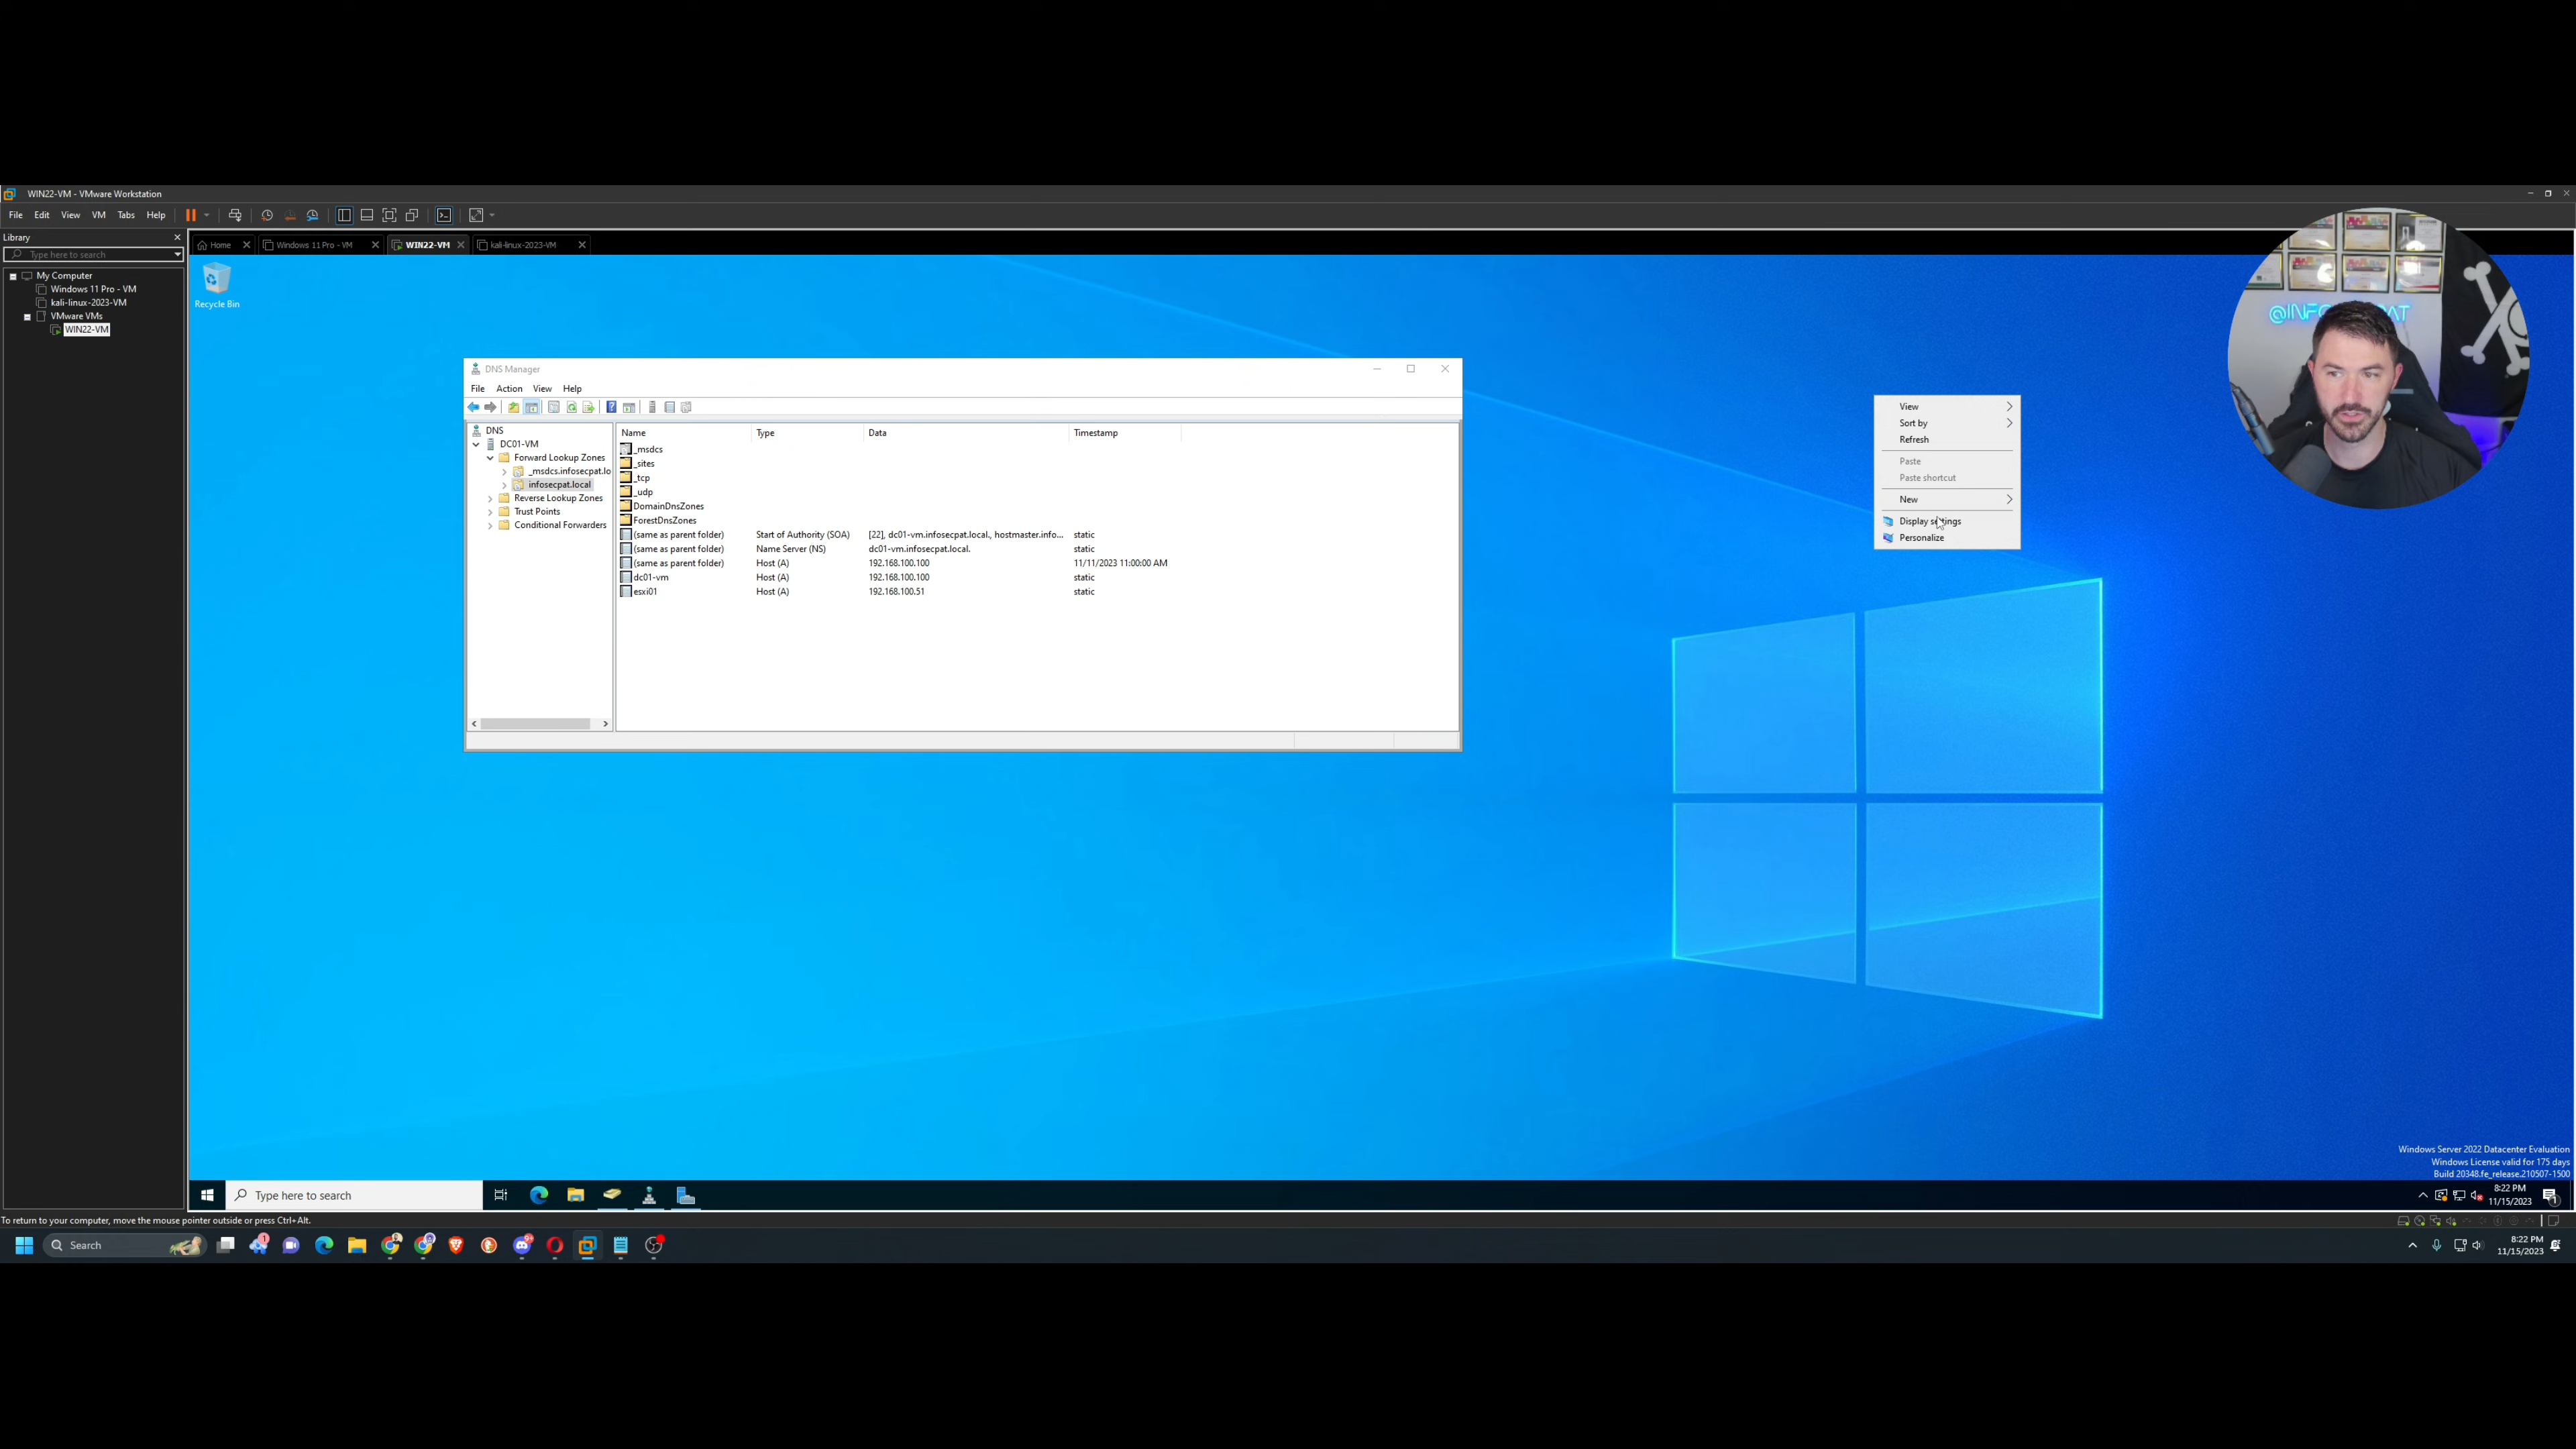 WIN22-VM - VMware Workstation
File Edit View VM Tabs Help
Library
Type here to search
My Computer
Windows 11 Pro - VM
kali-linux-2023-VM
VMware VMs
WIN22-VM
Home
Windows 11 Pro - VM
WIN22-VM
kali-linux-2023-VM
Recycle Bin
DNS Manager
File Action View Help
DNS
DC01-VM
Forward Lookup Zones
_msdcs.infosecpat.lo
infosecpat.local
Reverse Lookup Zones
Trust Points
Conditional Forwarders
Name Type Data Timestamp
_msdcs
_sites
_tcp
_udp
DomainDnsZones
ForestDnsZones
(same as parent folder) Start of Authority (SOA) [22], dc01-vm.infosecpat.local., hostmaster.info... static
(same as parent folder) Name Server (NS) dc01-vm.infosecpat.local. static
(same as parent folder) Host (A) 192.168.100.100 11/11/2023 11:00:00 AM
dc01-vm Host (A) 192.168.100.100 static
esxi01 Host (A) 192.168.100.51 static
View
Sort by
Refresh
Paste
Paste shortcut
New
Display settings
Personalize
Windows Server 2022 Datacenter Evaluation
Windows License valid for 175 days
Build 20348.fe_release.210507-1500
Type here to search
8:22 PM
11/15/2023
To return to your computer, move the mouse pointer outside or press Ctrl+Alt.
Search
8:22 PM
11/15/2023